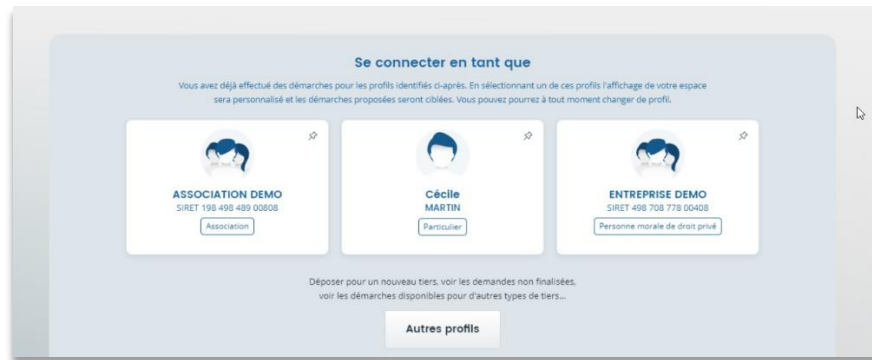 Se connecter en tant que
Vous avez déjà effectué des démarches pour les profils identifiés ci-après. En sélectionnant un de ces profils l'affichage de votre espace
sera personnalisé et les démarches proposées seront ciblées. Vous pouvez pourrez à tout moment changer de profil.
ASSOCIATION DEMO
SIRET 198 498 489 00808
Association
Cécile
MARTIN
Particulier
ENTREPRISE DEMO
SIRET 498 708 778 00408
Personne morale de droit privé
Déposer pour un nouveau tiers, voir les demandes non finalisées,
voir les démarches disponibles pour d'autres types de tiers...
Autres profils